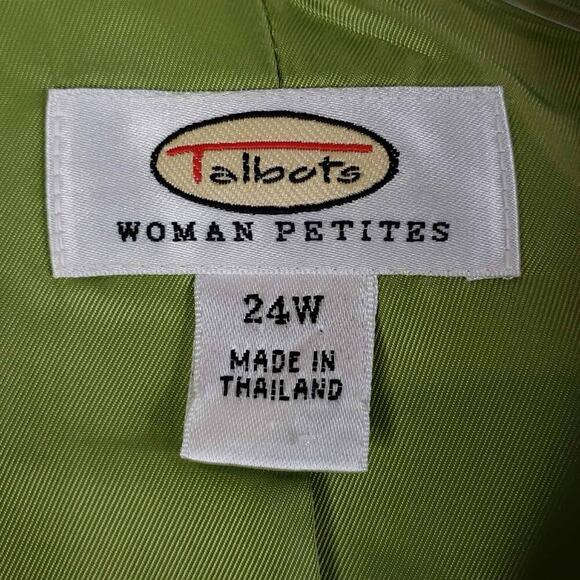 Talbots
WOMAN PETITES
24W
MADE IN
THAILAND